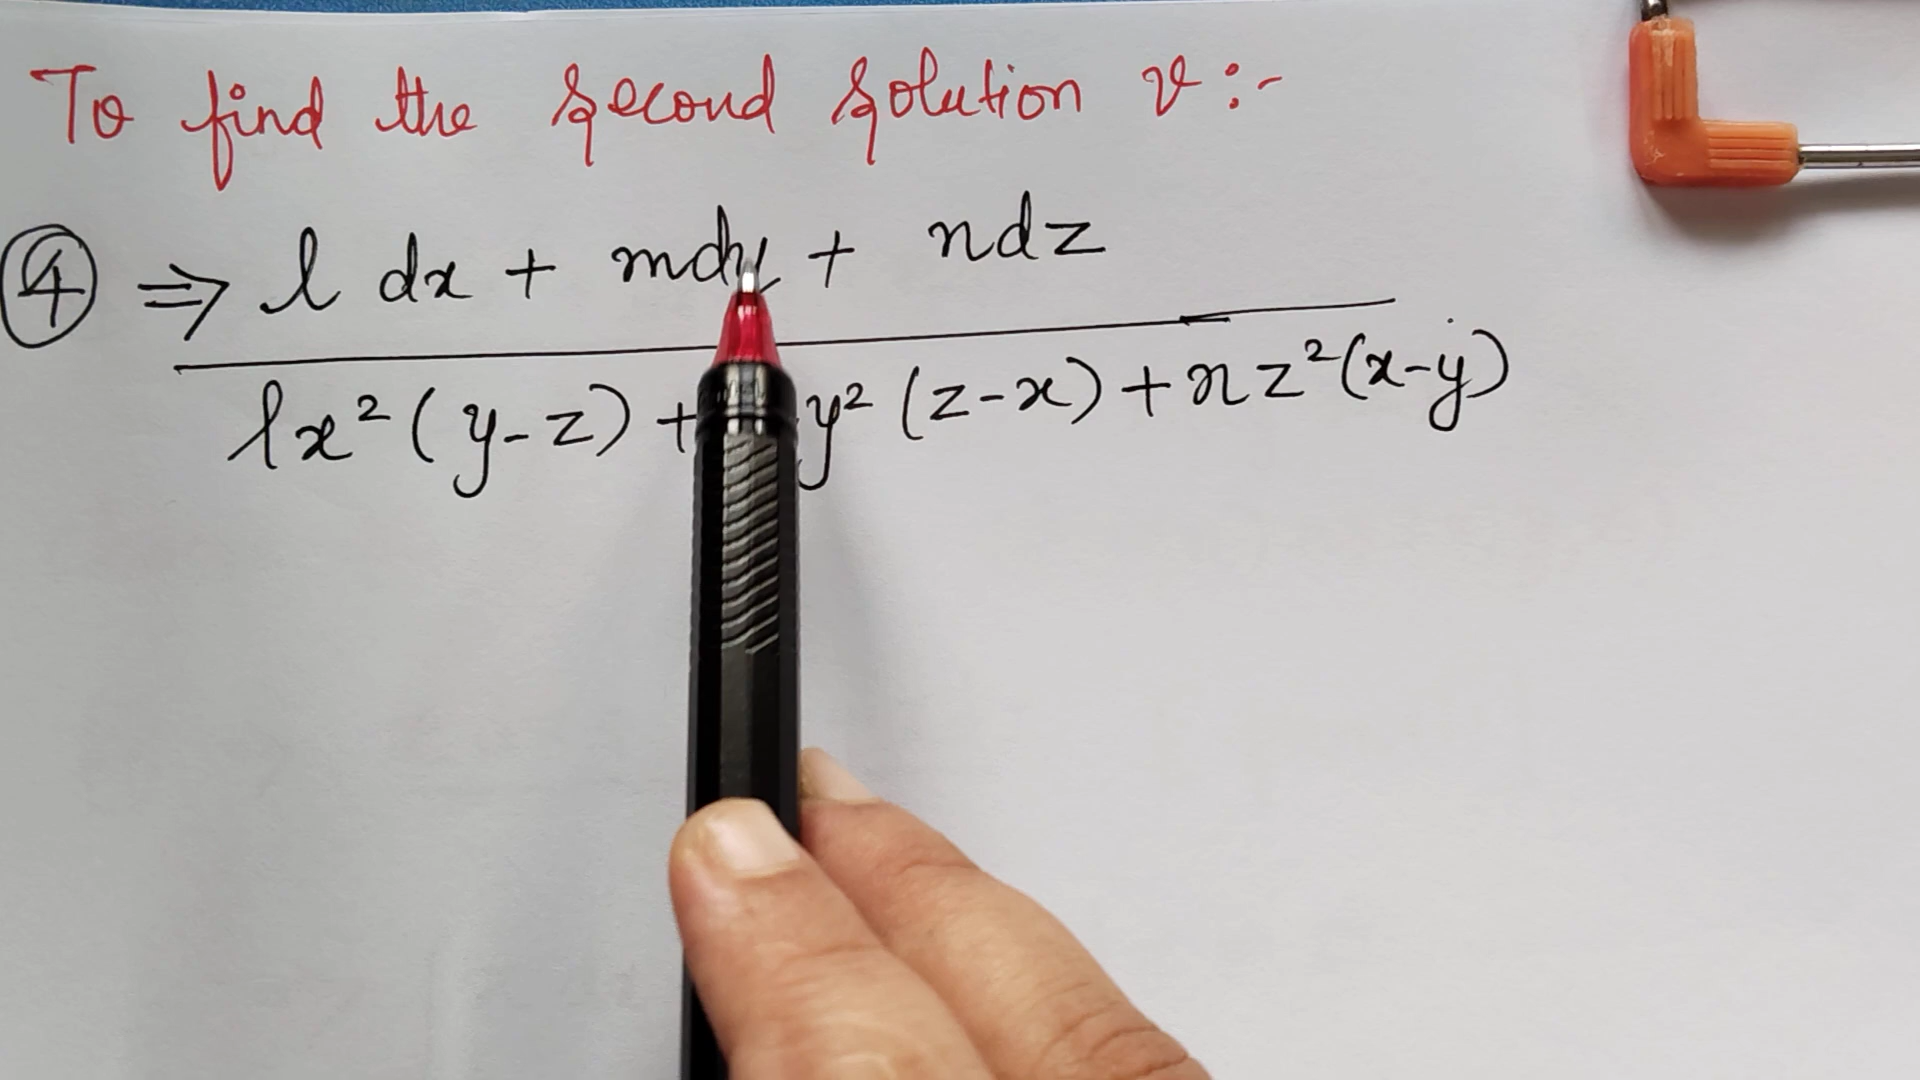 To find the second solution v :-
④ ⇒ l dx + mdy + ndz
lx² (y-z) + y² (z-x) + nz² (x-y)